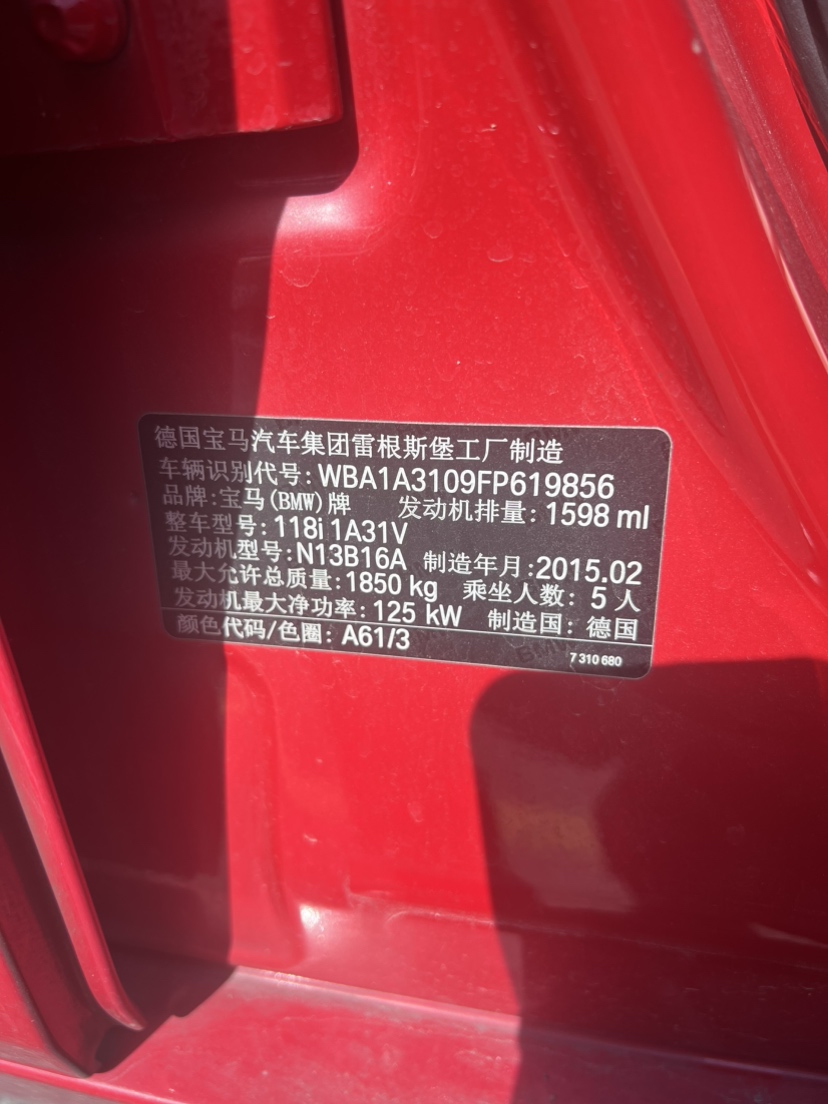 德国宝马汽车集团雷根斯堡工厂制造
车辆识别代号: WBA1A3109FP619856
品牌: 宝马(BMW)牌 发动机排量: 1598 ml
整车型号: 118i 1A31V
发动机型号: N13B16A 制造年月: 2015.02
最大允许总质量: 1850 kg 乘坐人数: 5 人
发动机最大净功率: 125 kW 制造国: 德国
颜色代码/色圈: A61/3
7 310 680